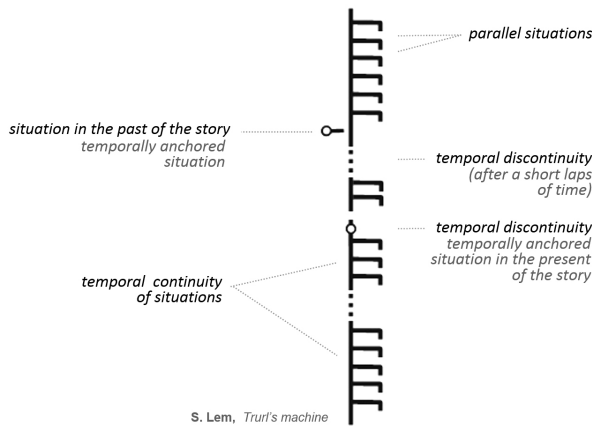 parallel situations
situation in the past of the story
temporally anchored
situation
temporal discontinuity
(after a short laps
of time)
temporal discontinuity
temporally anchored
situation in the present
of the story
temporal continuity
of situations
S. Lem, Trurl's machine